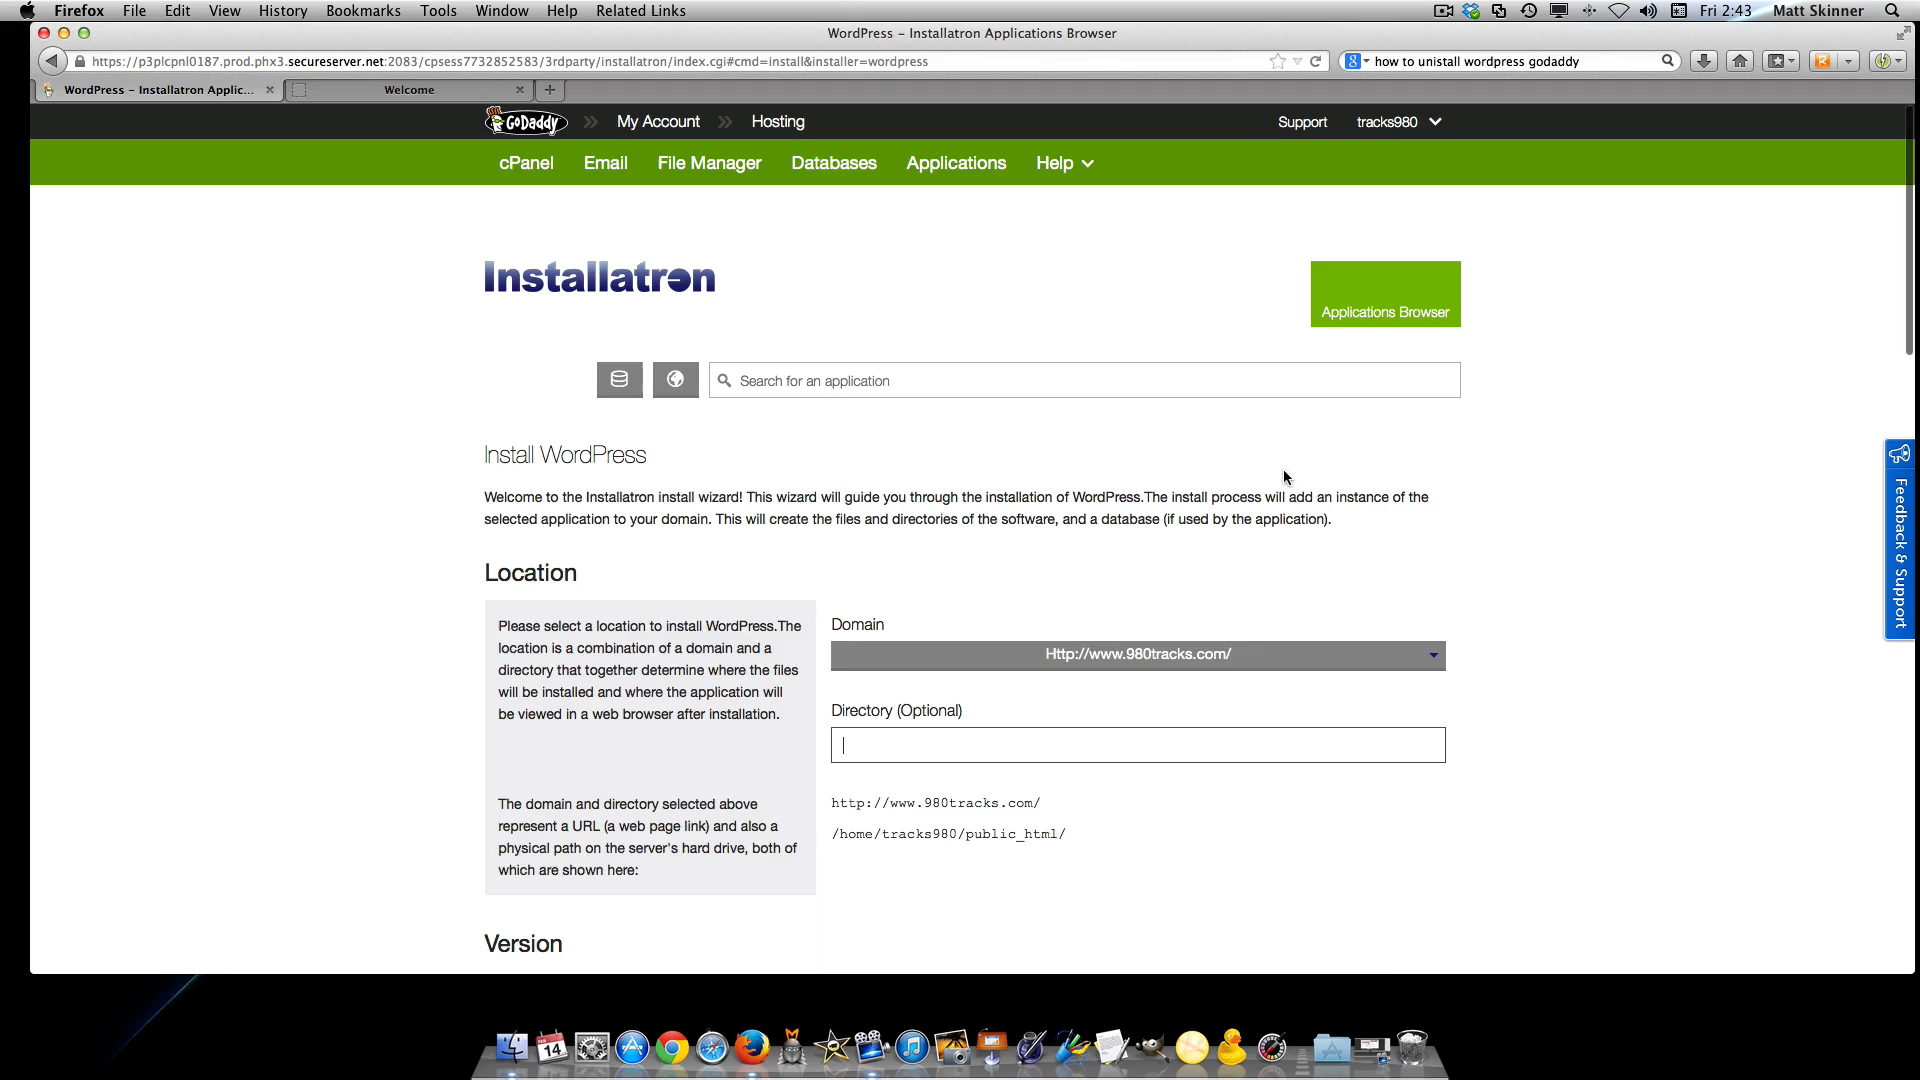 Firefox File Edit View History Bookmarks Tools Window Help Related Links Fri 2:43 Matt Skinner
WordPress – Installatron Applications Browser
https://p3plcpnl0187.prod.phx3.secureserver.net:2083/cpsess7732852583/3rdparty/installatron/index.cgi#cmd=install&installer=wordpress
how to unistall wordpress godaddy
WordPress – Installatron Applic...
Welcome
GoDaddy My Account Hosting Support tracks980
cPanel Email File Manager Databases Applications Help
Installatron
Applications Browser
Search for an application
Install WordPress
Welcome to the Installatron install wizard! This wizard will guide you through the installation of WordPress.The install process will add an instance of the
selected application to your domain. This will create the files and directories of the software, and a database (if used by the application).
Location
Please select a location to install WordPress.The
location is a combination of a domain and a
directory that together determine where the files
will be installed and where the application will
be viewed in a web browser after installation.
Domain
Http://www.980tracks.com/
Directory (Optional)
The domain and directory selected above
represent a URL (a web page link) and also a
physical path on the server's hard drive, both of
which are shown here:
http://www.980tracks.com/
/home/tracks980/public_html/
Version
Feedback & Support
14